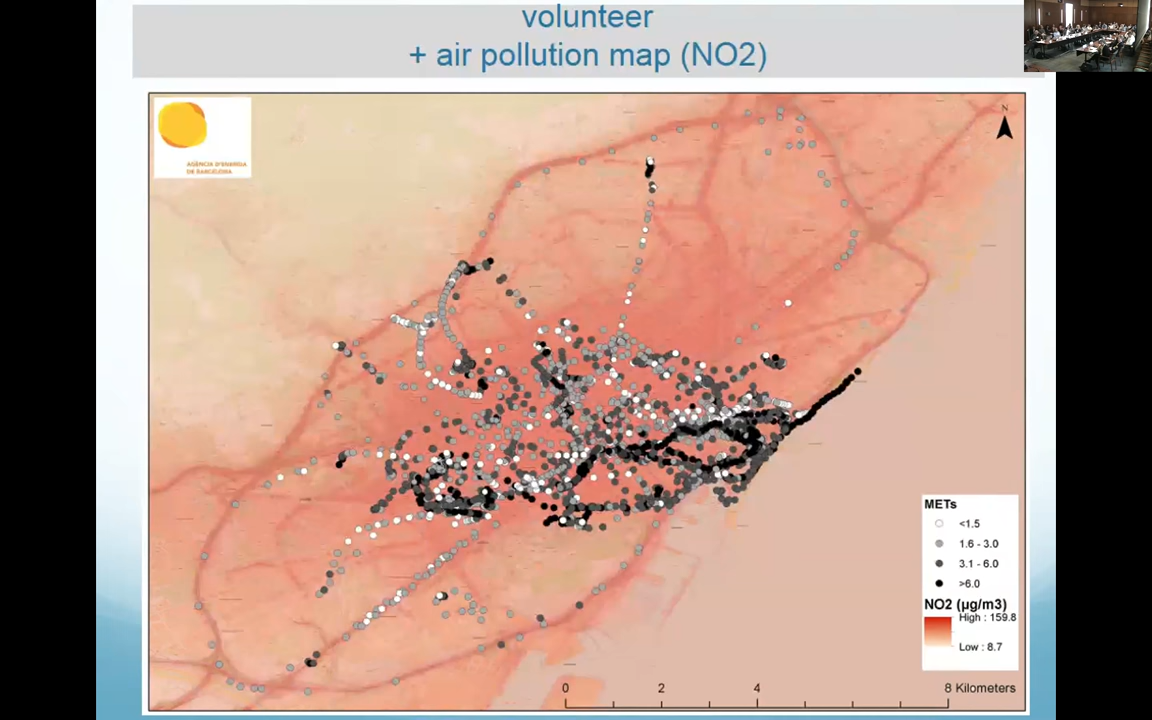 volunteer
+ air pollution map (NO2)
AGÈNCIA D'ENERGIA
DE BARCELONA
N
METs
<1.5
1.6 - 3.0
3.1 - 6.0
>6.0
NO2 (µg/m3)
High : 159.8
Low : 8.7
0 2 4 8 Kilometers